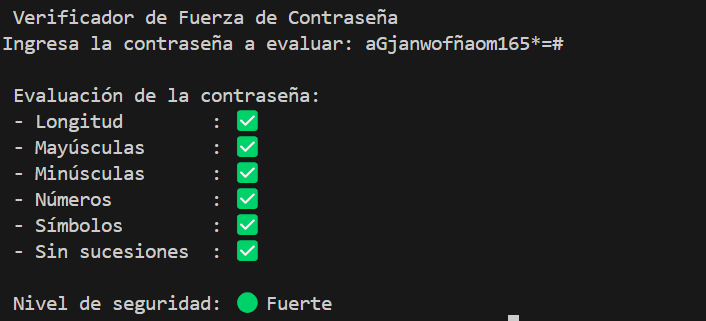 Verificador de Fuerza de Contraseña
Ingresa la contraseña a evaluar: aGjanwofñaom165*=#
Evaluación de la contraseña:
- Longitud : ✅
- Mayúsculas : ✅
- Minúsculas : ✅
- Números : ✅
- Símbolos : ✅
- Sin sucesiones : ✅
Nivel de seguridad: 🟢 Fuerte